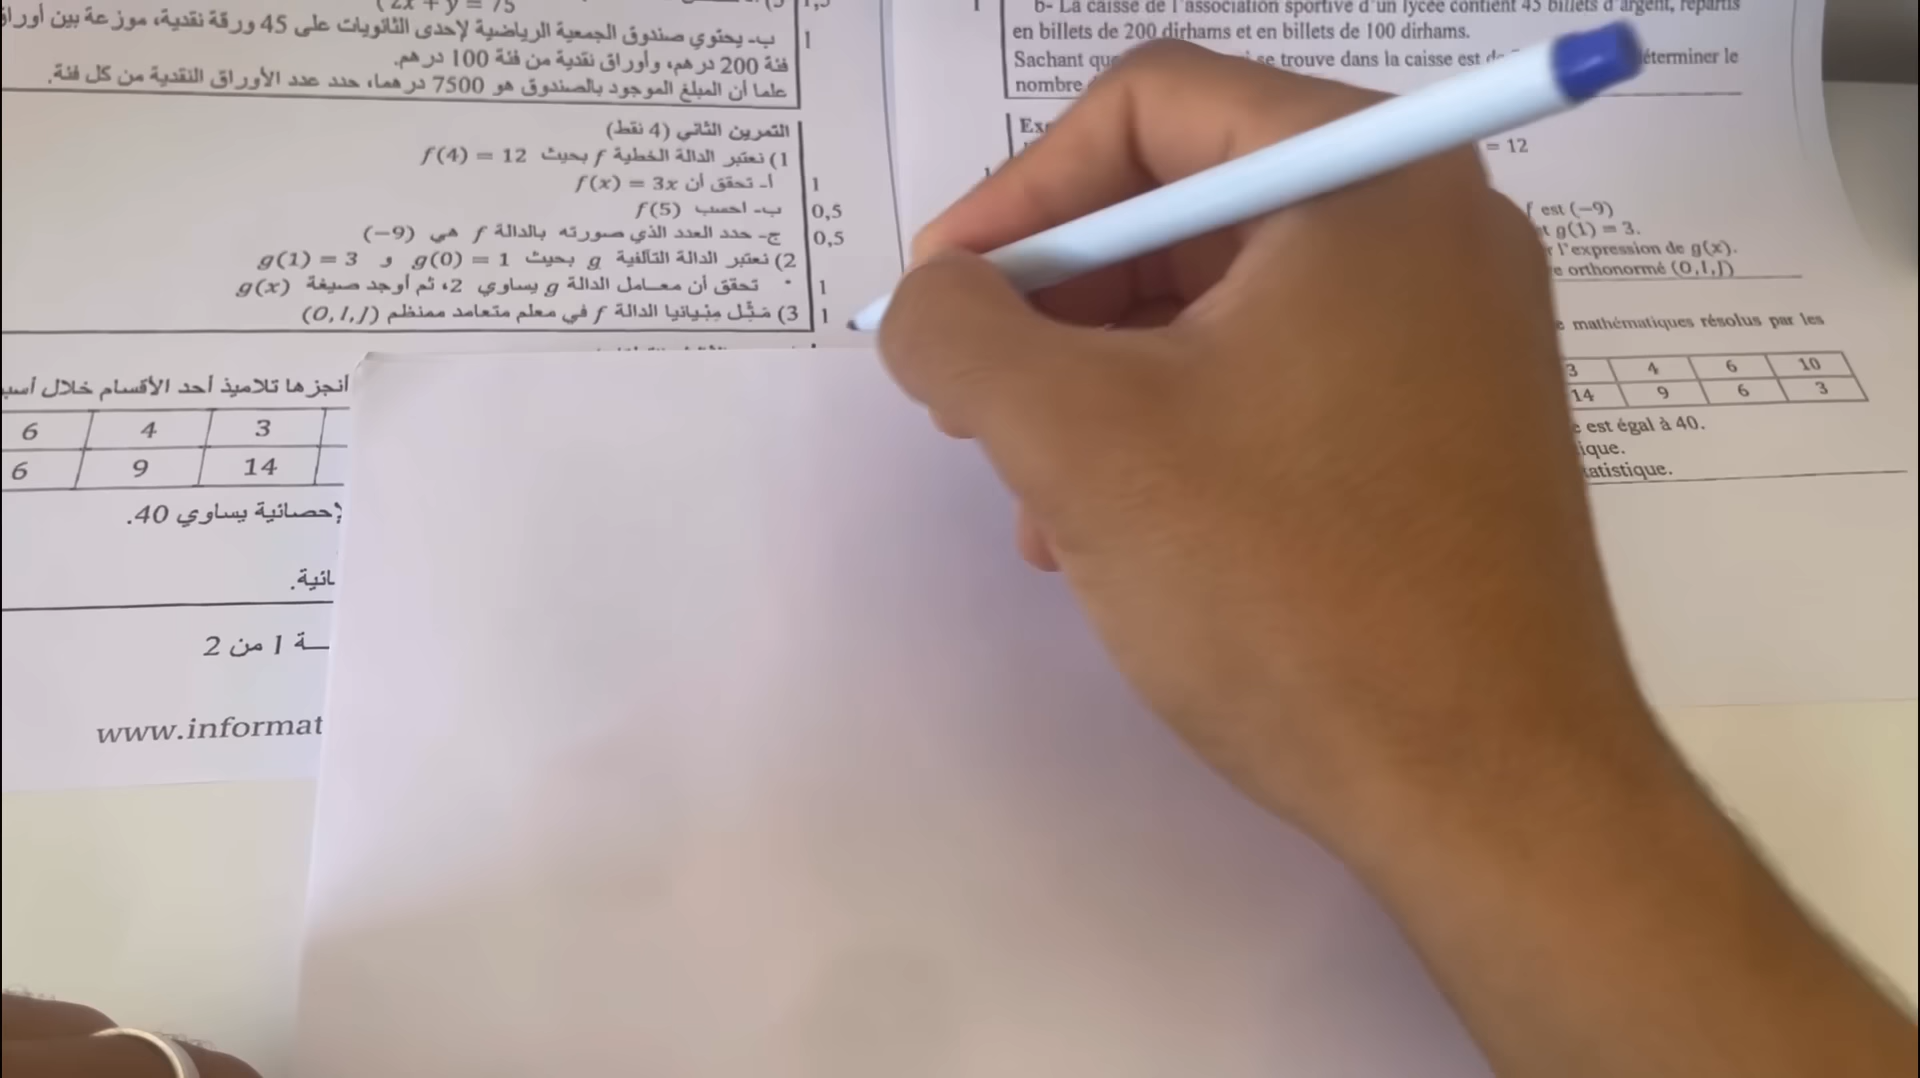 2x + y = 75
ب- يحتوي صندوق الجمعية الرياضية لإحدى الثانويات على 45 ورقة نقدية، موزعة بين
1
فئة 200 درهم، وأوراق نقدية من فئة 100 درهم.
علما أن المبلغ الموجود بالصندوق هو 7500 درهما، حدد عدد الأوراق النقدية من كل فئة.
التمرين الثاني (4 نقط)
1) نعتبر الدالة الخطية f بحيث f(4) = 12
1 أ- تحقق أن f(x) = 3x
0,5 ب- احسب f(5)
0,5 ج- حدد العدد الذي صورته بالدالة f هي (−9)
2) نعتبر الدالة التآلفية g بحيث g(0) = 1 و g(1) = 3
1 تحقق أن معامل الدالة g يساوي 2، ثم أوجد صيغة g(x)
1 3) مَثِّل مِبْيانيا الدالة f في معلم متعامد ممنظم (O,I,J)
أنجزها تلاميذ أحد الأقسام خلال
3 4 6
14 9 6
يساوي 40.
1 من 2
www.informat
1 b- La caisse de l'association sportive d'un lycée contient 45 billets d'argent, répartis
en billets de 200 dirhams et en billets de 100 dirhams.
Sachant que se trouve dans la caisse est de déterminer le
nombre
= 12
f est (−9)
g(1) = 3.
l'expression de g(x).
orthonormé (O,I,J)
mathématiques résolus par les
3 4 6 10
14 9 6 3
est égal à 40.